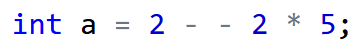 int a = 2 - - 2 * 5;